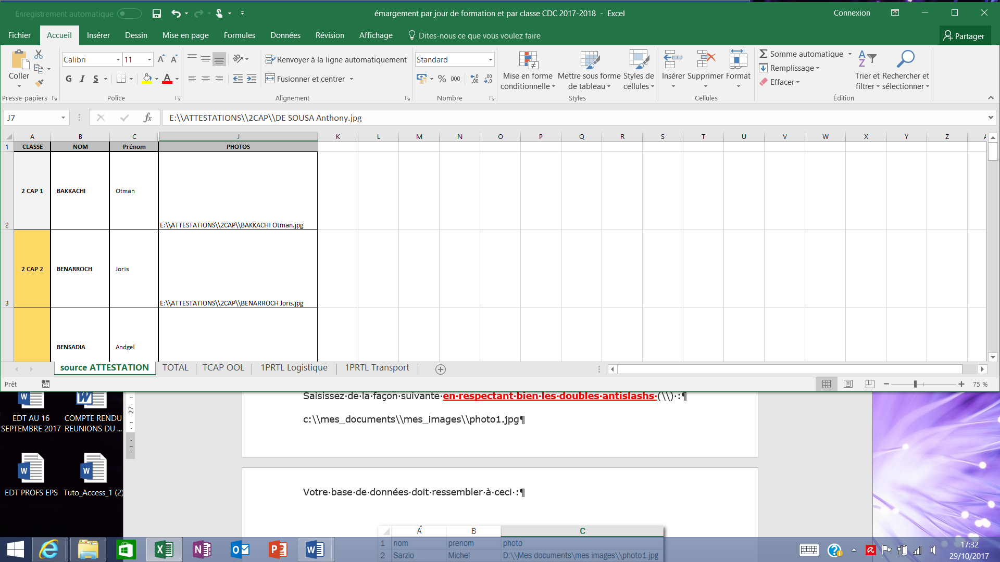 Enregistrement automatique
émargement par jour de formation et par classe CDC 2017-2018 - Excel
Connexion
Fichier Accueil Insérer Dessin Mise en page Formules Données Révision Affichage Dites-nous ce que vous voulez faire Partager
Calibri 11 Renvoyer à la ligne automatiquement Standard Somme automatique
Remplissage
Coller G I S Fusionner et centrer % 000 Effacer
Mise en forme conditionnelle
Mettre sous forme de tableau
Styles de cellules
Insérer Supprimer Format
Trier et filtrer
Rechercher et sélectionner
Presse-papiers Police Alignement Nombre Styles Cellules Édition
J7 fx E:\\ATTESTATIONS\\2CAP\\DE SOUSA Anthony.jpg
A B C J K L M N O P Q R S T U V W X Y Z A
1 CLASSE NOM Prénom PHOTOS
2 2 CAP 1 BAKKACHI Otman E:\\ATTESTATIONS\\2CAP\\BAKKACHI Otman.jpg
3 2 CAP 2 BENARROCH Joris E:\\ATTESTATIONS\\2CAP\\BENARROCH Joris.jpg
BENSADIA Andgel
source ATTESTATION TOTAL TCAP OOL 1PRTL Logistique 1PRTL Transport
Prêt 75 %
Saisissez·de·la·façon·suivante·en·respectant·bien·les·doubles·antislashs·(\\)·:¶
c:\\mes_documents\\mes_images\\photo1.jpg¶
27
EDT AU 16 SEPTEMBRE 2017
COMPTE RENDU REUNIONS DU ...
EDT PROFS EPS
Tuto_Access_1 (2)
Votre·base·de·données·doit·ressembler·à·ceci·:¶
A B C
1 nom prenom photo
2 Sarzio Michel D:\\Mes documents\mes images\\photo1.jpg
17:32
29/10/2017